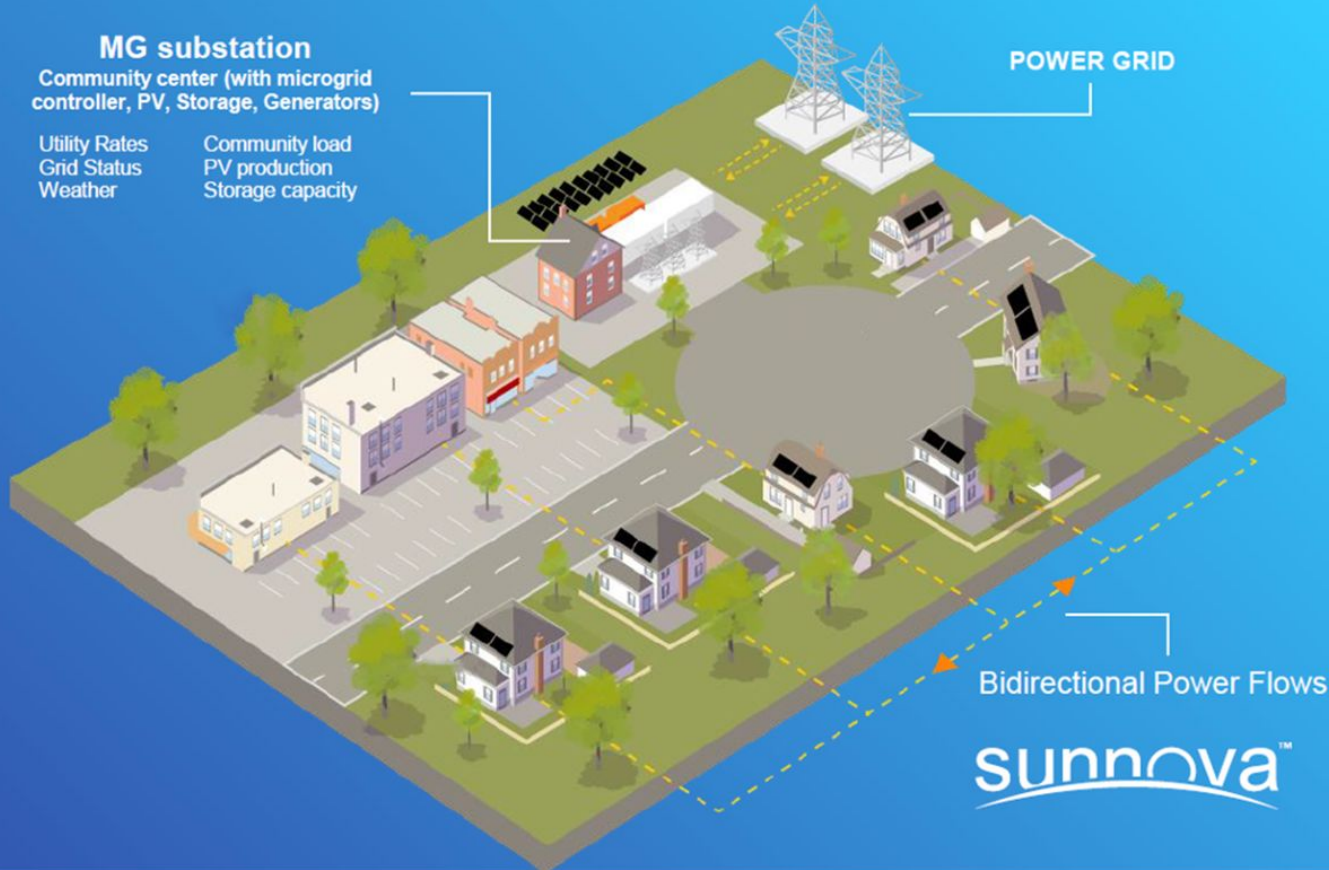 MG substation
Community center (with microgrid
controller, PV, Storage, Generators)
Utility Rates
Grid Status
Weather
Community load
PV production
Storage capacity
POWER GRID
Bidirectional Power Flows
sunnova™